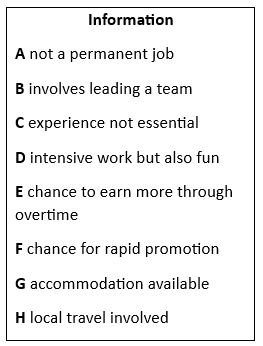 Information
A not a permanent job
B involves leading a team
C experience not essential
D intensive work but also fun
E chance to earn more through
overtime
F chance for rapid promotion
G accommodation available
H local travel involved